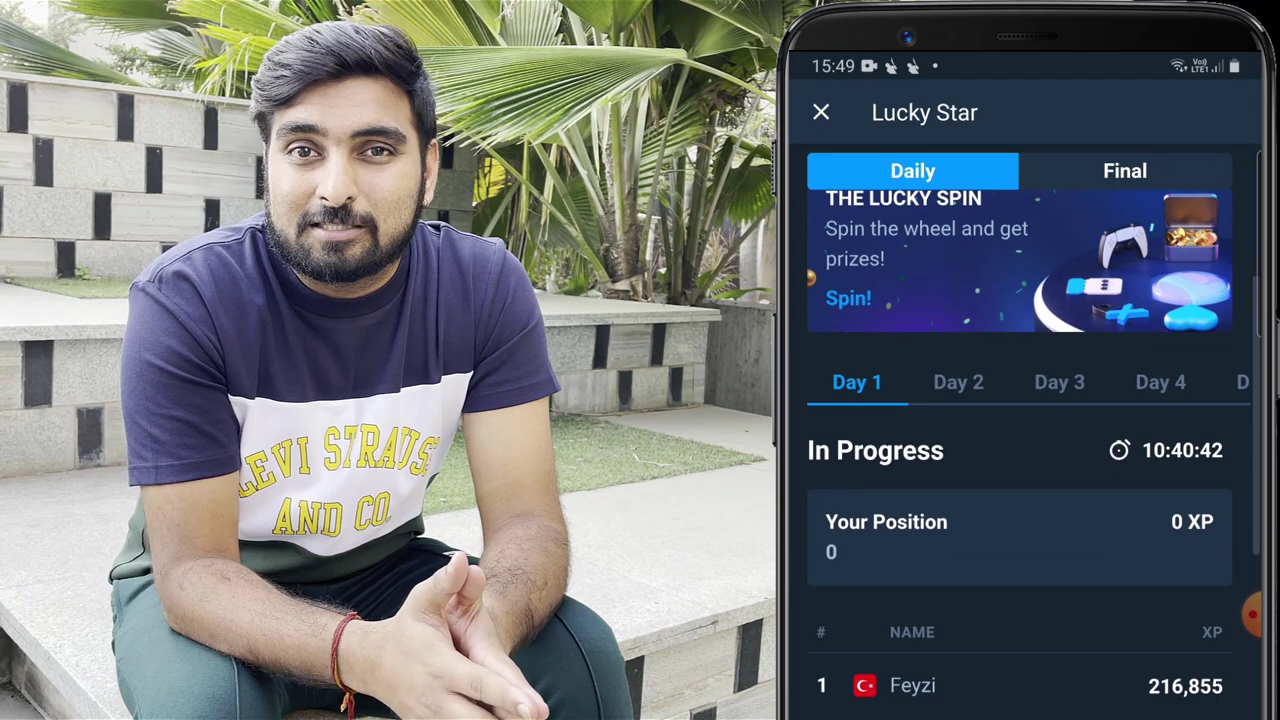 LEVI STRAUSS
AND CO.
15:49
Vo)
LTE1
Lucky Star
Daily
Final
THE LUCKY SPIN
Spin the wheel and get
prizes!
Spin!
Day 1
Day 2
Day 3
Day 4
D
In Progress
10:40:42
Your Position
0 XP
0
# NAME XP
1 Feyzi 216,855